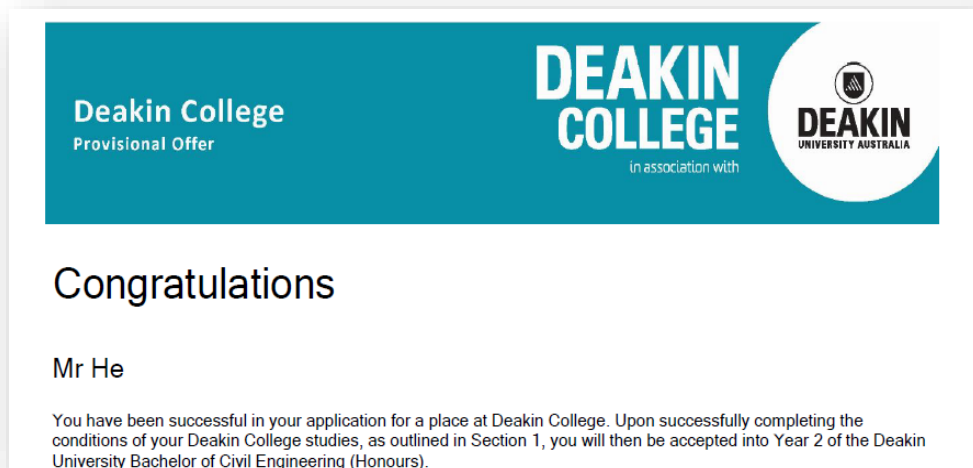 Deakin College
Provisional Offer
DEAKIN
COLLEGE
in association with
DEAKIN
UNIVERSITY AUSTRALIA
Congratulations
Mr He
You have been successful in your application for a place at Deakin College. Upon successfully completing the
conditions of your Deakin College studies, as outlined in Section 1, you will then be accepted into Year 2 of the Deakin
University Bachelor of Civil Engineering (Honours).